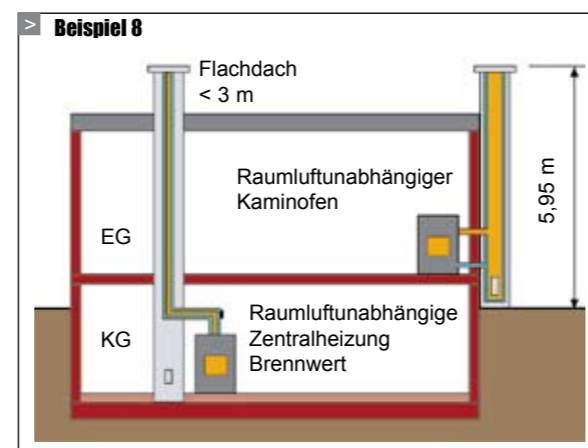 > Beispiel 8
Flachdach
< 3 m
Raumluftunabhängiger
Kaminofen
EG
5,95 m
Raumluftunabhängige
Zentralheizung
Brennwert
KG